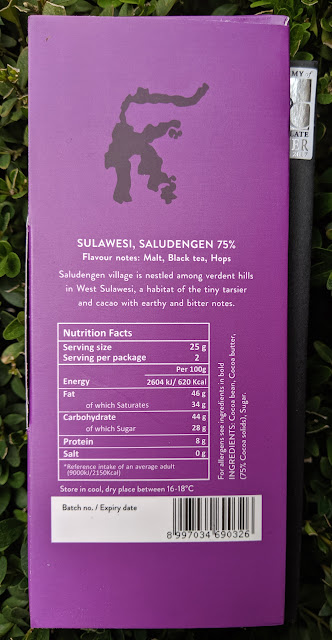 SULAWESI, SALUDENGEN 75%
Flavour notes: Malt, Black tea, Hops
Saludengen village is nestled among verdent hills
in West Sulawesi, a habitat of the tiny tarsier
and cacao with earthy and bitter notes.
Nutrition Facts
Serving size 25 g
Serving per package 2
Per 100g
Energy 2604 kJ/ 620 Kcal
Fat 46 g
of which Saturates 34 g
Carbohydrate 44 g
of which Sugar 28 g
Protein 8 g
Salt 0 g
*Reference intake of an average adult
(9000kJ/2150Kcal)
For allergens see ingredients in bold
INGREDIENTS: Cocoa bean, Cocoa butter,
(75% Cocoa solids), Sugar.
Store in cool, dry place between 16-18°C
Batch no. / Expiry date
8 997034 690326
MY of
LATE